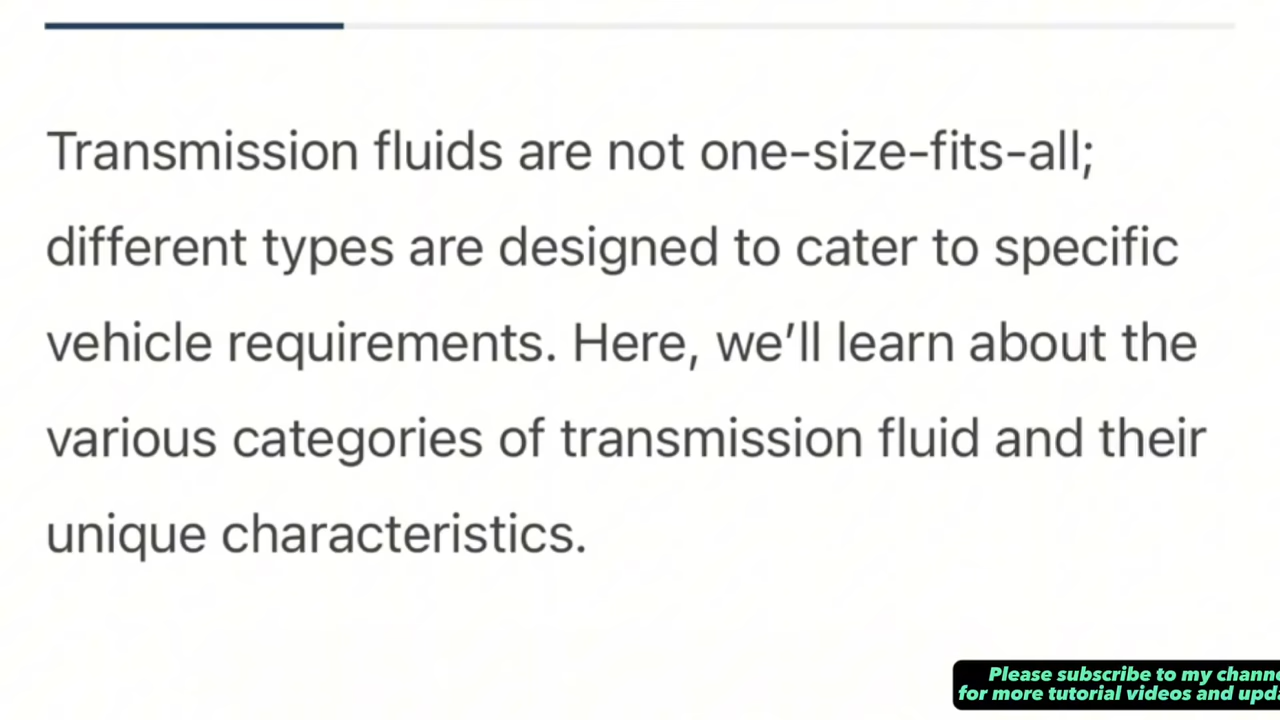 Transmission fluids are not one-size-fits-all;
different types are designed to cater to specific
vehicle requirements. Here, we’ll learn about the
various categories of transmission fluid and their
unique characteristics.
Please subscribe to my
for more tutorial videos and